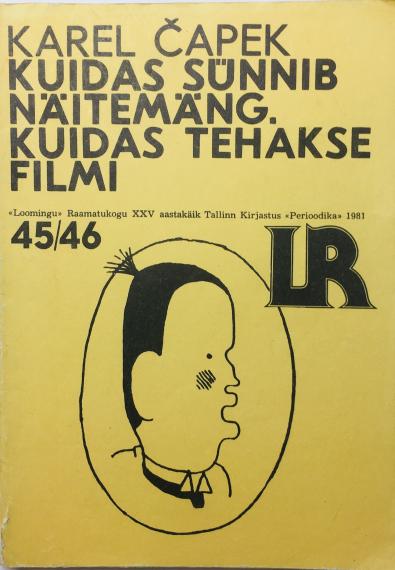 KAREL ČAPEK
KUIDAS SÜNNIB
NÄITEMÄNG.
KUIDAS TEHAKSE
FILMI
«Loomingu» Raamatukogu XXV aastakäik Tallinn Kirjastus «Perioodika» 1981
45/46
LR